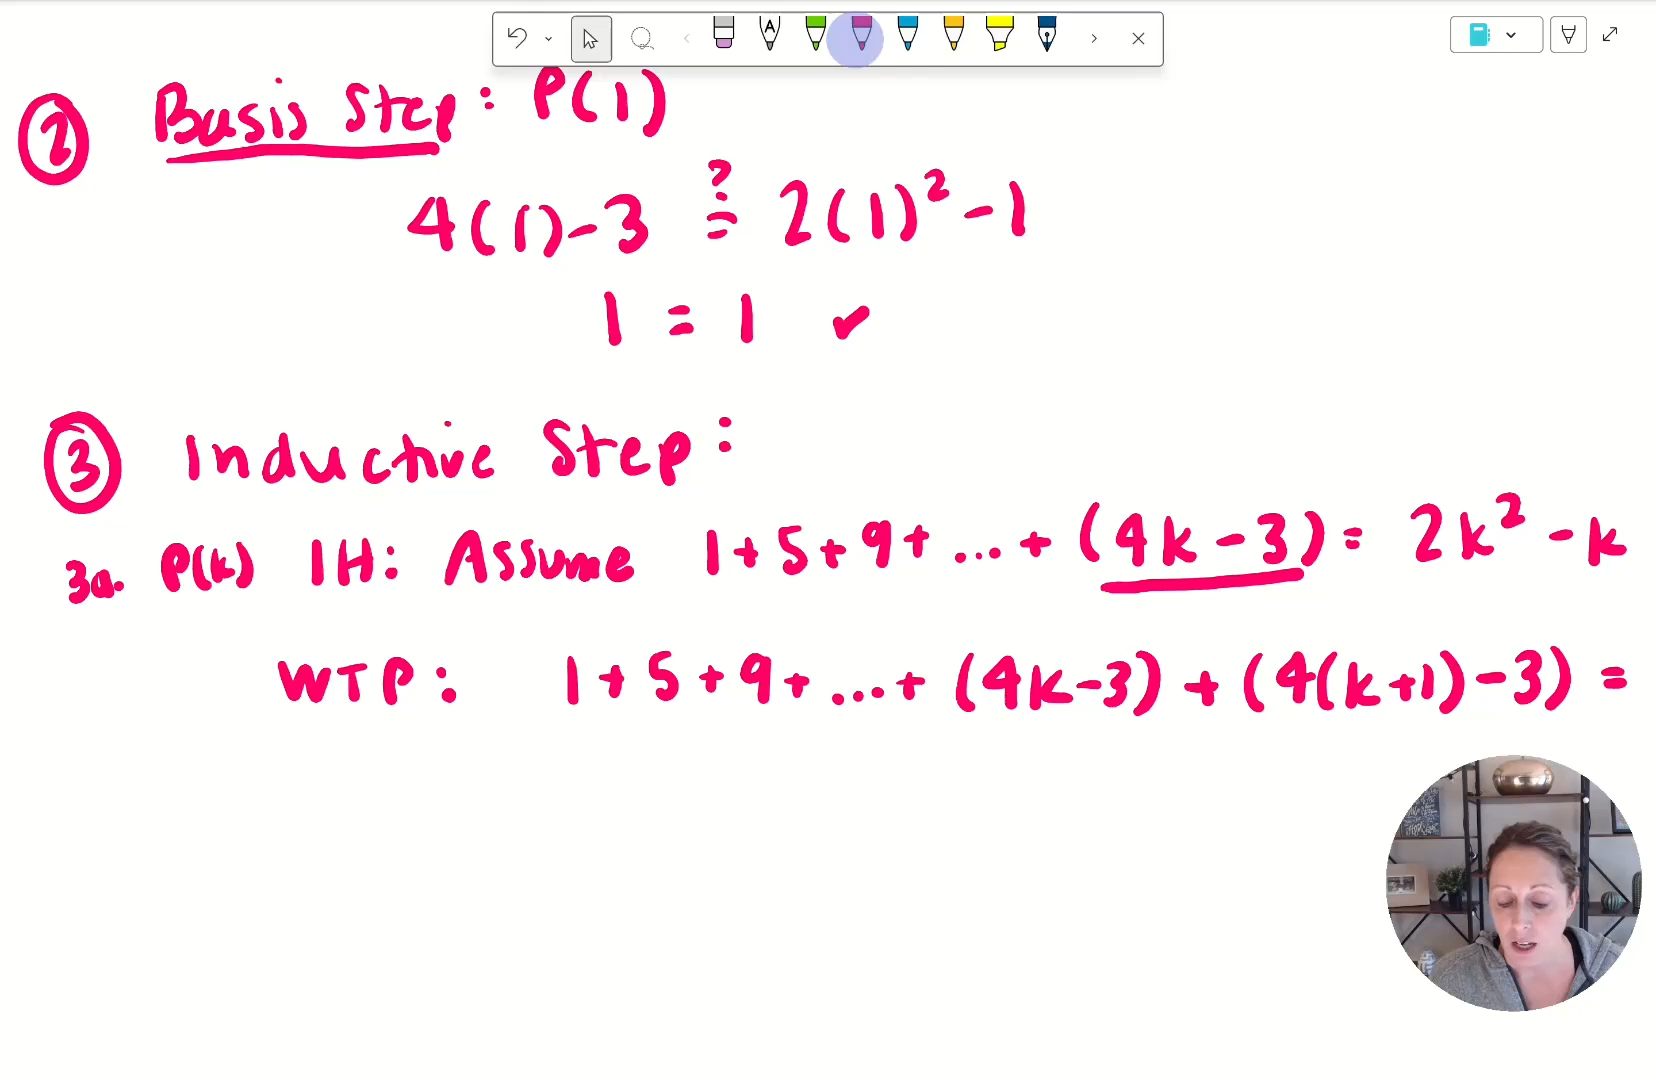 ② Basis Step: P(1)
4(1)-3 ≟ 2(1)²-1
1 = 1 ✓
③ Inductive Step:
3a. P(k) IH: Assume 1+5+9+...+(4k-3)= 2k²-k
WTP: 1+5+9+...+(4k-3)+(4(k+1)-3) =